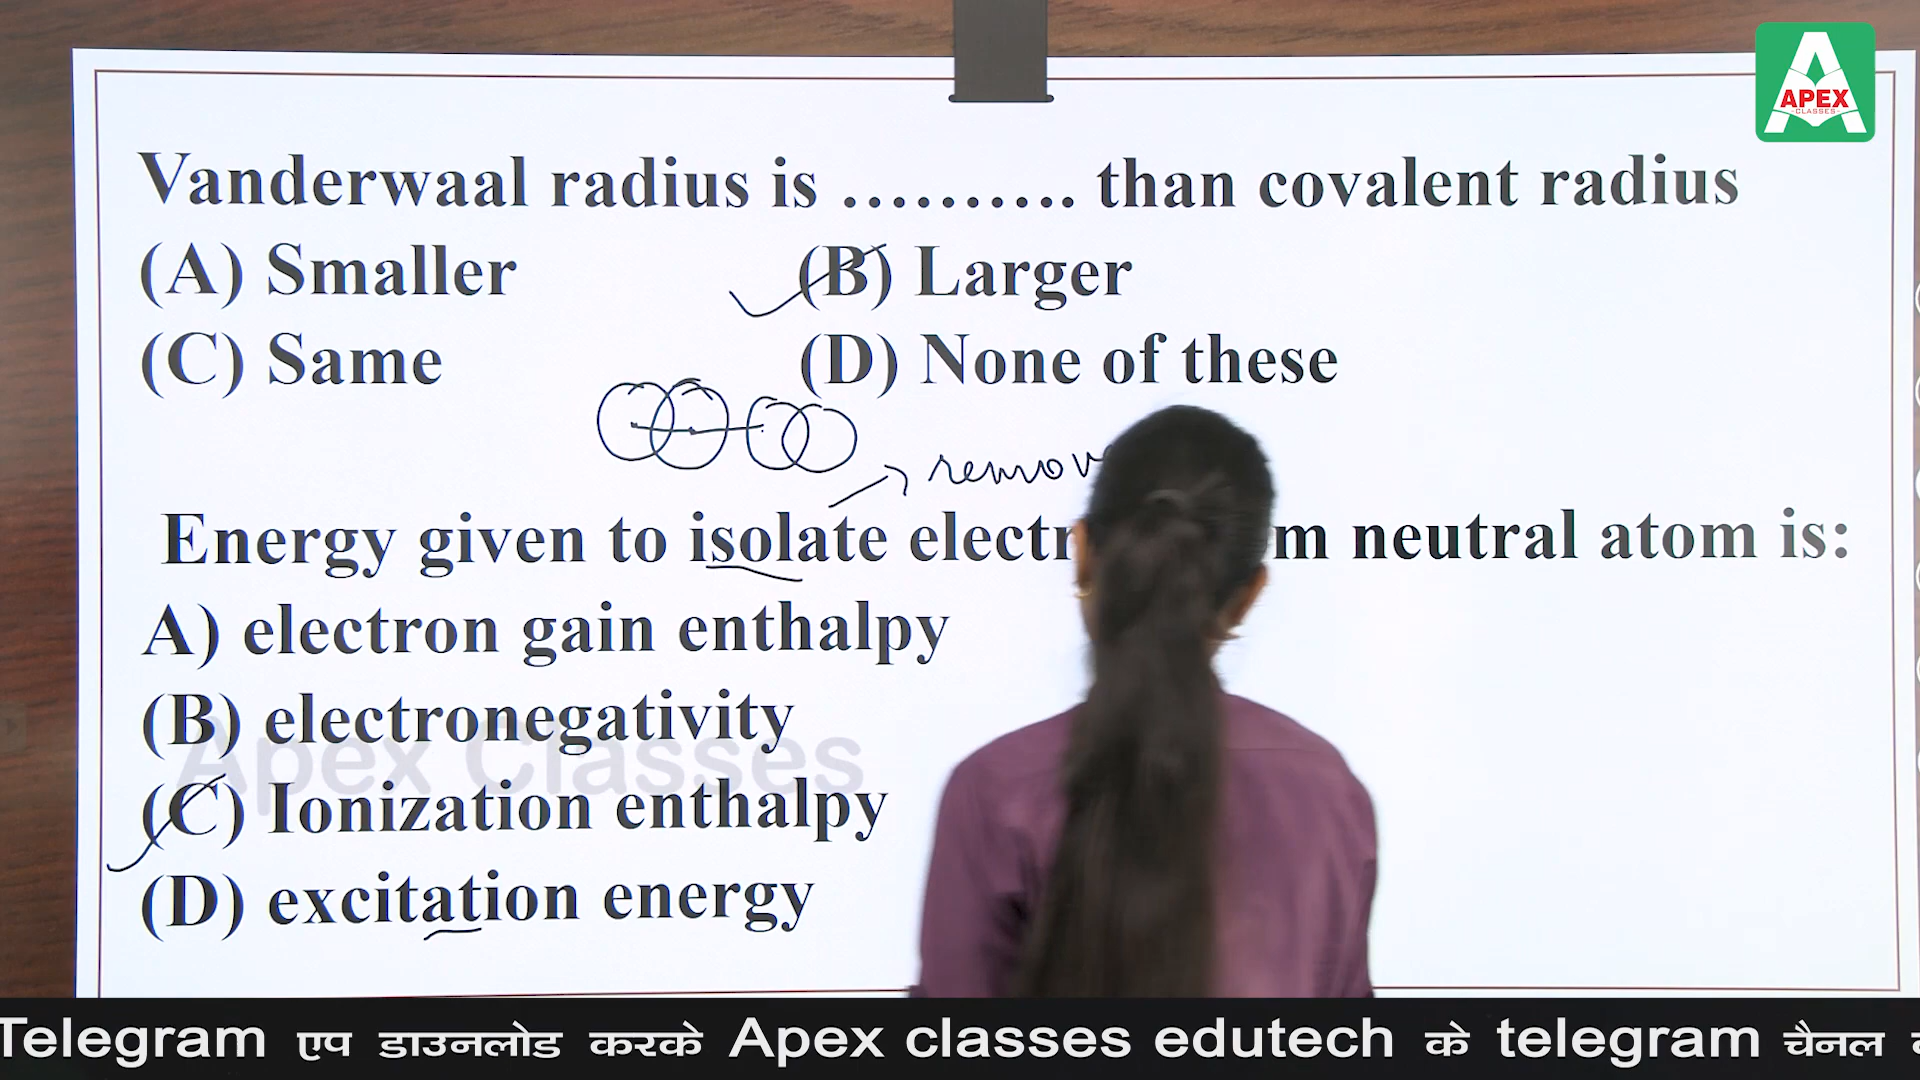 APEX
CLASSES
Vanderwaal radius is .......... than covalent radius
(A) Smaller (B) Larger
(C) Same (D) None of these
Energy given to isolate neutral atom is:
A) electron gain enthalpy
(B) electronegativity
Apex Classes
(C) Ionization enthalpy
(D) excitation energy
Telegram एप डाउनलोड करके Apex classes edutech के telegram चैनल